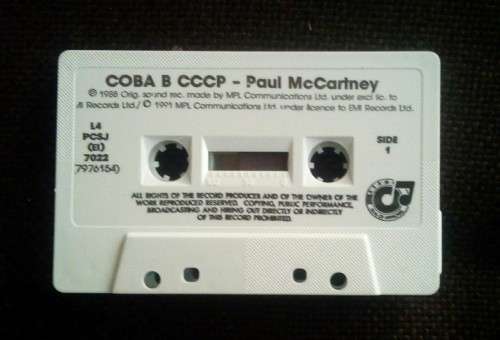 COBA B CCCP - Paul McCartney
℗ 1988 Orig. sound rec. made by MPL Communications Ltd. under excl. lic. to
EMI Records Ltd./ © 1991 MPL Communications Ltd. under licence to EMI Records Ltd.
L4
PCSJ
(EI)
7022
(7976154)
SIDE
1
ALL RIGHTS OF THE RECORD PRODUCER AND OF THE OWNER OF THE
WORK REPRODUCED RESERVED. COPYING, PUBLIC PERFORMANCE,
BROADCASTING AND HIRING OUT DIRECTLY OR INDIRECTLY
OF THIS RECORD PROHIBITED.